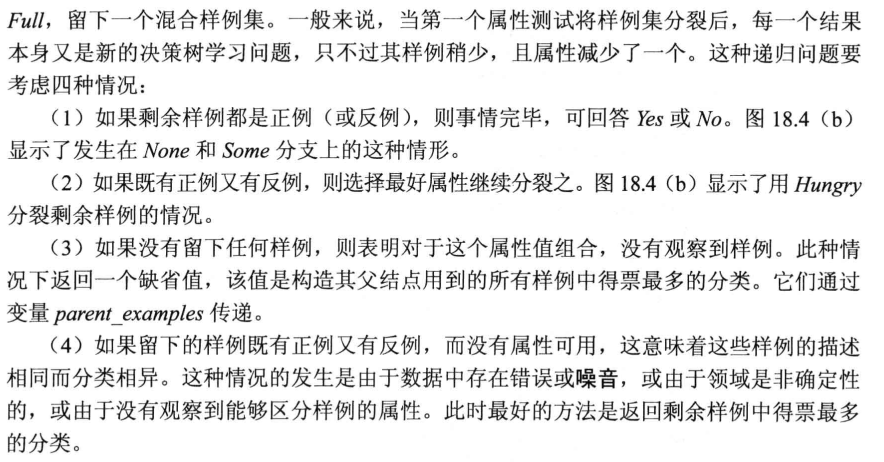 Full，留下一个混合样例集。一般来说，当第一个属性测试将样例集分裂后，每一个结果
本身又是新的决策树学习问题，只不过其样例稍少，且属性减少了一个。这种递归问题要
考虑四种情况：
（1）如果剩余样例都是正例（或反例），则事情完毕，可回答 Yes 或 No。图 18.4（b）
显示了发生在 None 和 Some 分支上的这种情形。
（2）如果既有正例又有反例，则选择最好属性继续分裂之。图 18.4（b）显示了用 Hungry
分裂剩余样例的情况。
（3）如果没有留下任何样例，则表明对于这个属性值组合，没有观察到样例。此种情
况下返回一个缺省值，该值是构造其父结点用到的所有样例中得票最多的分类。它们通过
变量 parent_examples 传递。
（4）如果留下的样例既有正例又有反例，而没有属性可用，这意味着这些样例的描述
相同而分类相异。这种情况的发生是由于数据中存在错误或噪音，或由于领域是非确定性
的，或由于没有观察到能够区分样例的属性。此时最好的方法是返回剩余样例中得票最多
的分类。